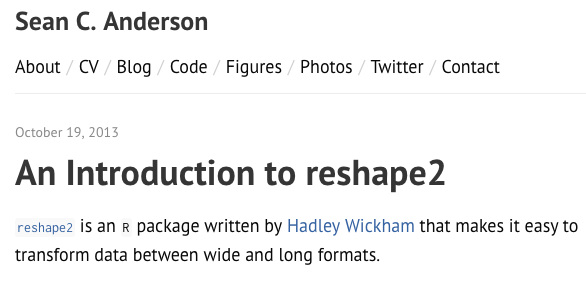 Sean C. Anderson
About / CV / Blog / Code / Figures / Photos / Twitter / Contact
October 19, 2013
An Introduction to reshape2
reshape2 is an R package written by Hadley Wickham that makes it easy to
transform data between wide and long formats.